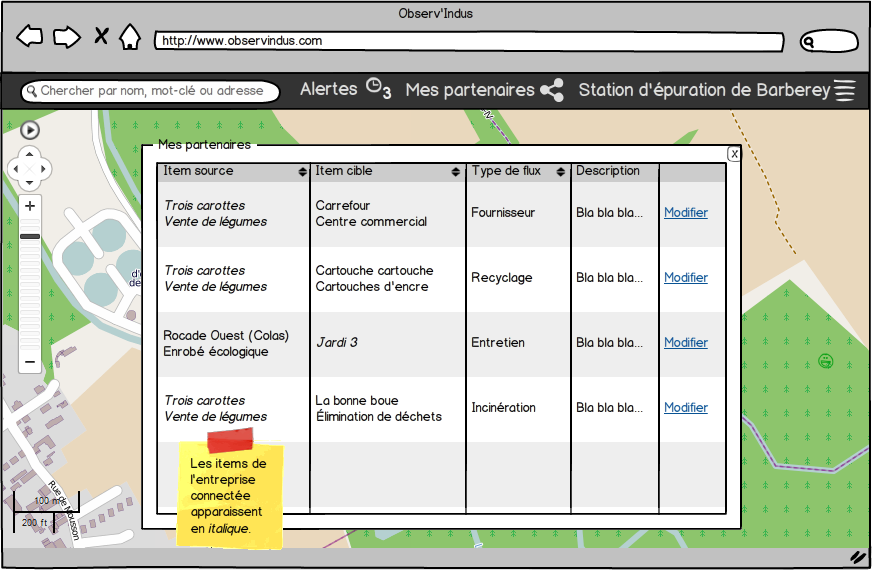 Observ'Indus
http://www.observindus.com
Chercher par nom, mot-clé ou adresse
Alertes 3
Mes partenaires
Station d'épuration de Barberey
Mes partenaires
X
Item source
Item cible
Type de flux
Description
Trois carottes
Vente de légumes
Carrefour
Centre commercial
Fournisseur
Bla bla bla...
Modifier
Trois carottes
Vente de légumes
Cartouche cartouche
Cartouches d'encre
Recyclage
Bla bla bla...
Modifier
Rocade Ouest (Colas)
Enrobé écologique
Jardi 3
Entretien
Bla bla bla...
Modifier
Trois carottes
Vente de légumes
La bonne boue
Élimination de déchets
Incinération
Bla bla bla...
Modifier
Les items de
l'entreprise
connectée
apparaissent
en italique.
d'
de
Rue de Moussom
100 m
200 ft